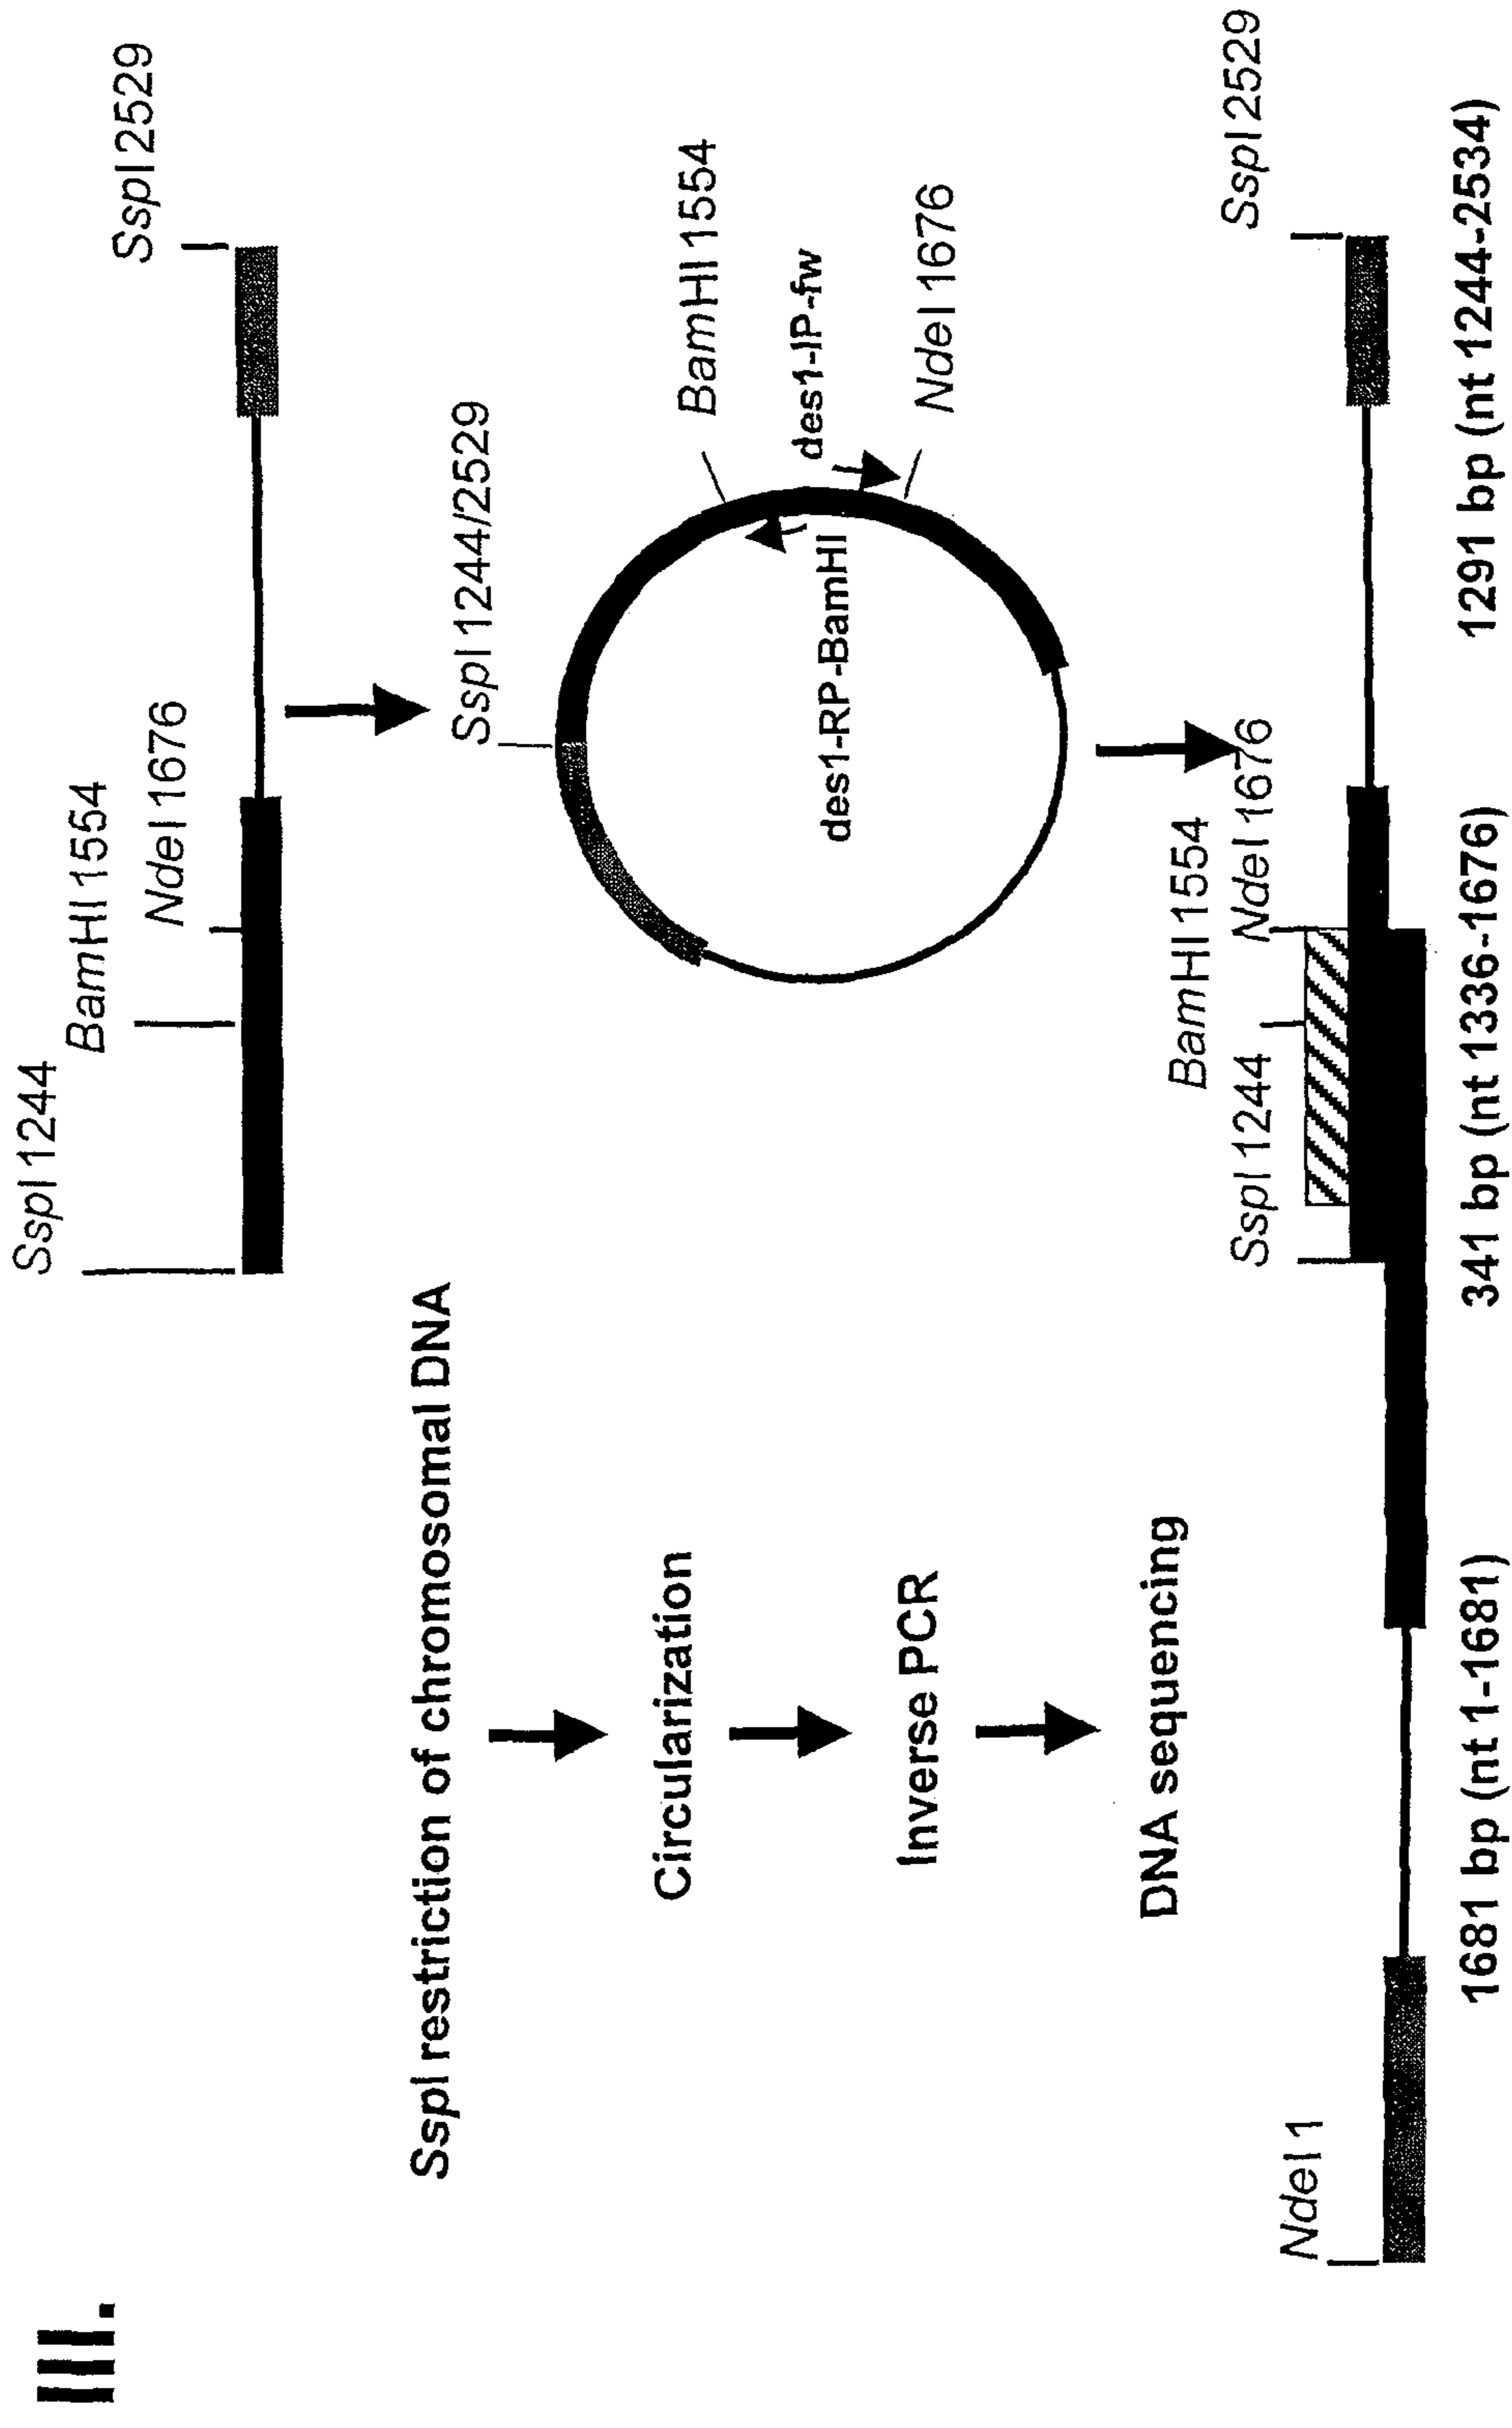 III.
SspI 1244
BamHI 1554
NdeI 1676
SspI 2529
SspI restriction of chromosomal DNA
Circularization
Inverse PCR
DNA sequencing
SspI 1244/2529
BamHI 1554
des1-IP-fw
NdeI 1676
des1-RP-BamHI
NdeI 1
SspI 1244
BamHI 1554
NdeI 1676
SspI 2529
1681 bp (nt 1-1681)
341 bp (nt 1336-1676)
1291 bp (nt 1244-2534)